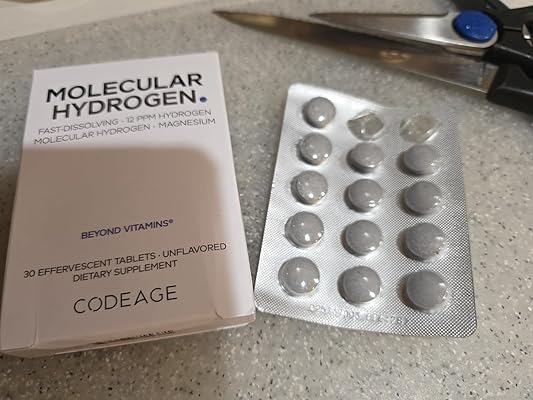 MOLECULAR
HYDROGEN.
FAST-DISSOLVING · 12 PPM HYDROGEN
MOLECULAR HYDROGEN · MAGNESIUM
BEYOND VITAMINS®
30 EFFERVESCENT TABLETS · UNFLAVORED
DIETARY SUPPLEMENT
CODEAGE